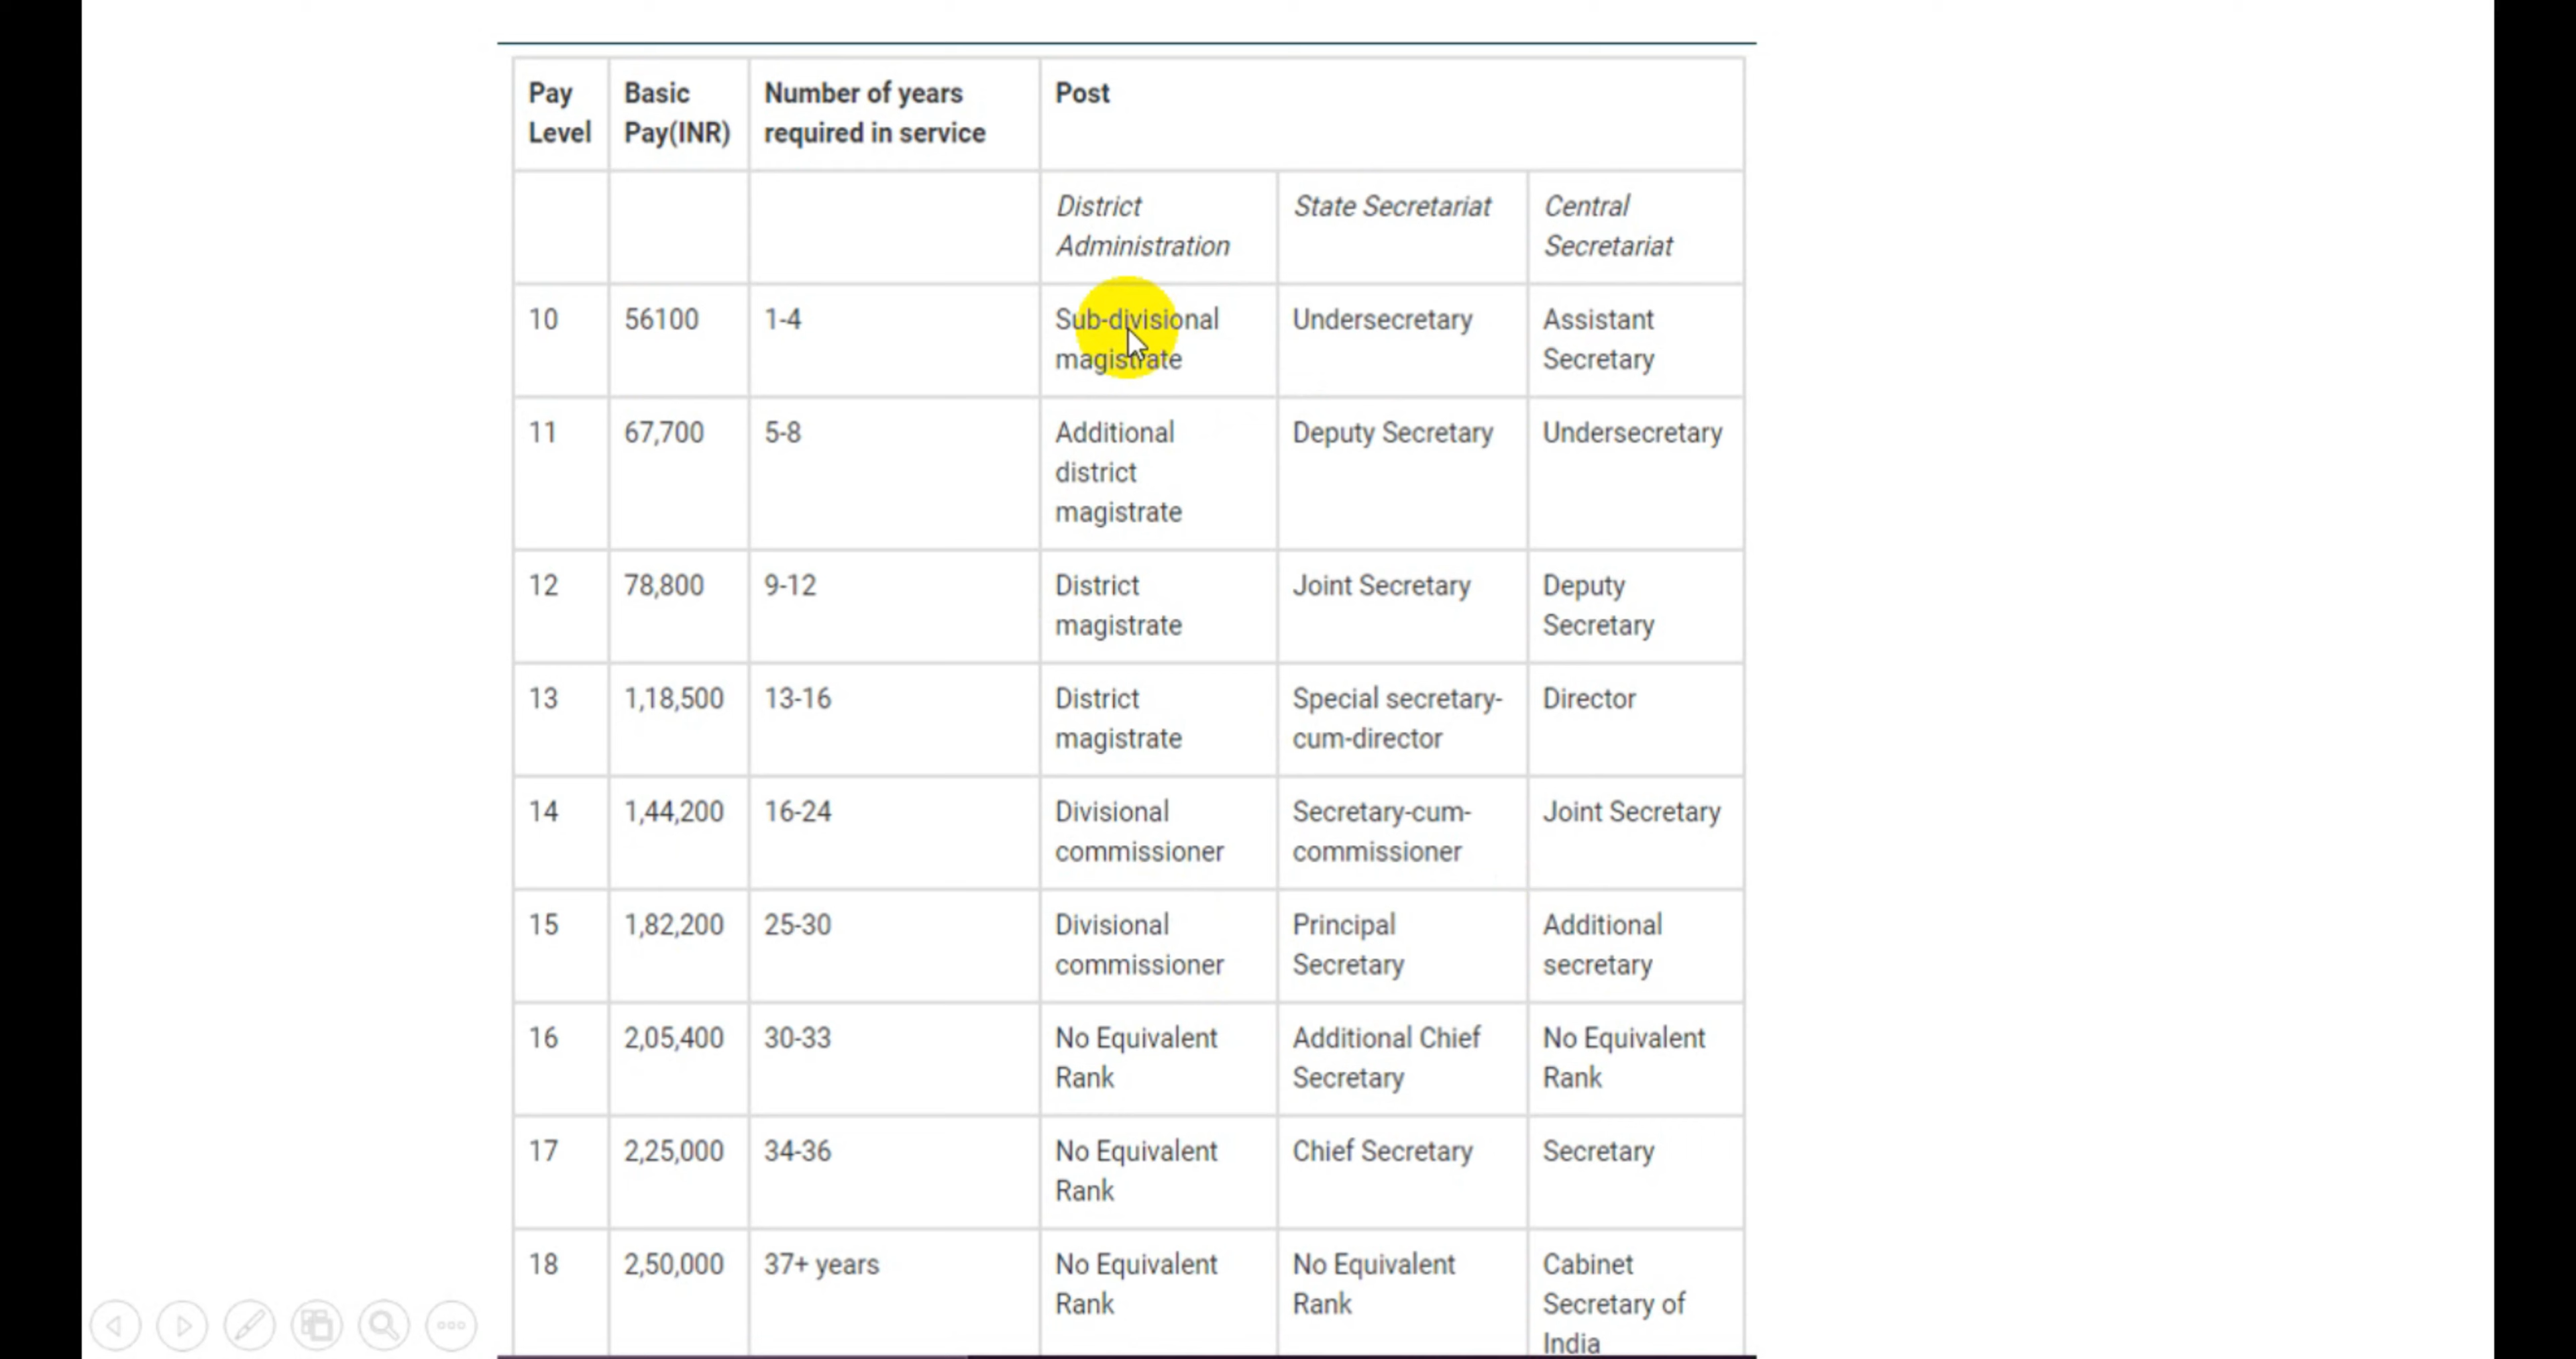 Pay Level | Basic Pay(INR) | Number of years required in service | Post
District Administration | State Secretariat | Central Secretariat
10 | 56100 | 1-4 | Sub-divisional magistrate | Undersecretary | Assistant Secretary
11 | 67,700 | 5-8 | Additional district magistrate | Deputy Secretary | Undersecretary
12 | 78,800 | 9-12 | District magistrate | Joint Secretary | Deputy Secretary
13 | 1,18,500 | 13-16 | District magistrate | Special secretary-cum-director | Director
14 | 1,44,200 | 16-24 | Divisional commissioner | Secretary-cum-commissioner | Joint Secretary
15 | 1,82,200 | 25-30 | Divisional commissioner | Principal Secretary | Additional secretary
16 | 2,05,400 | 30-33 | No Equivalent Rank | Additional Chief Secretary | No Equivalent Rank
17 | 2,25,000 | 34-36 | No Equivalent Rank | Chief Secretary | Secretary
18 | 2,50,000 | 37+ years | No Equivalent Rank | No Equivalent Rank | Cabinet Secretary of India